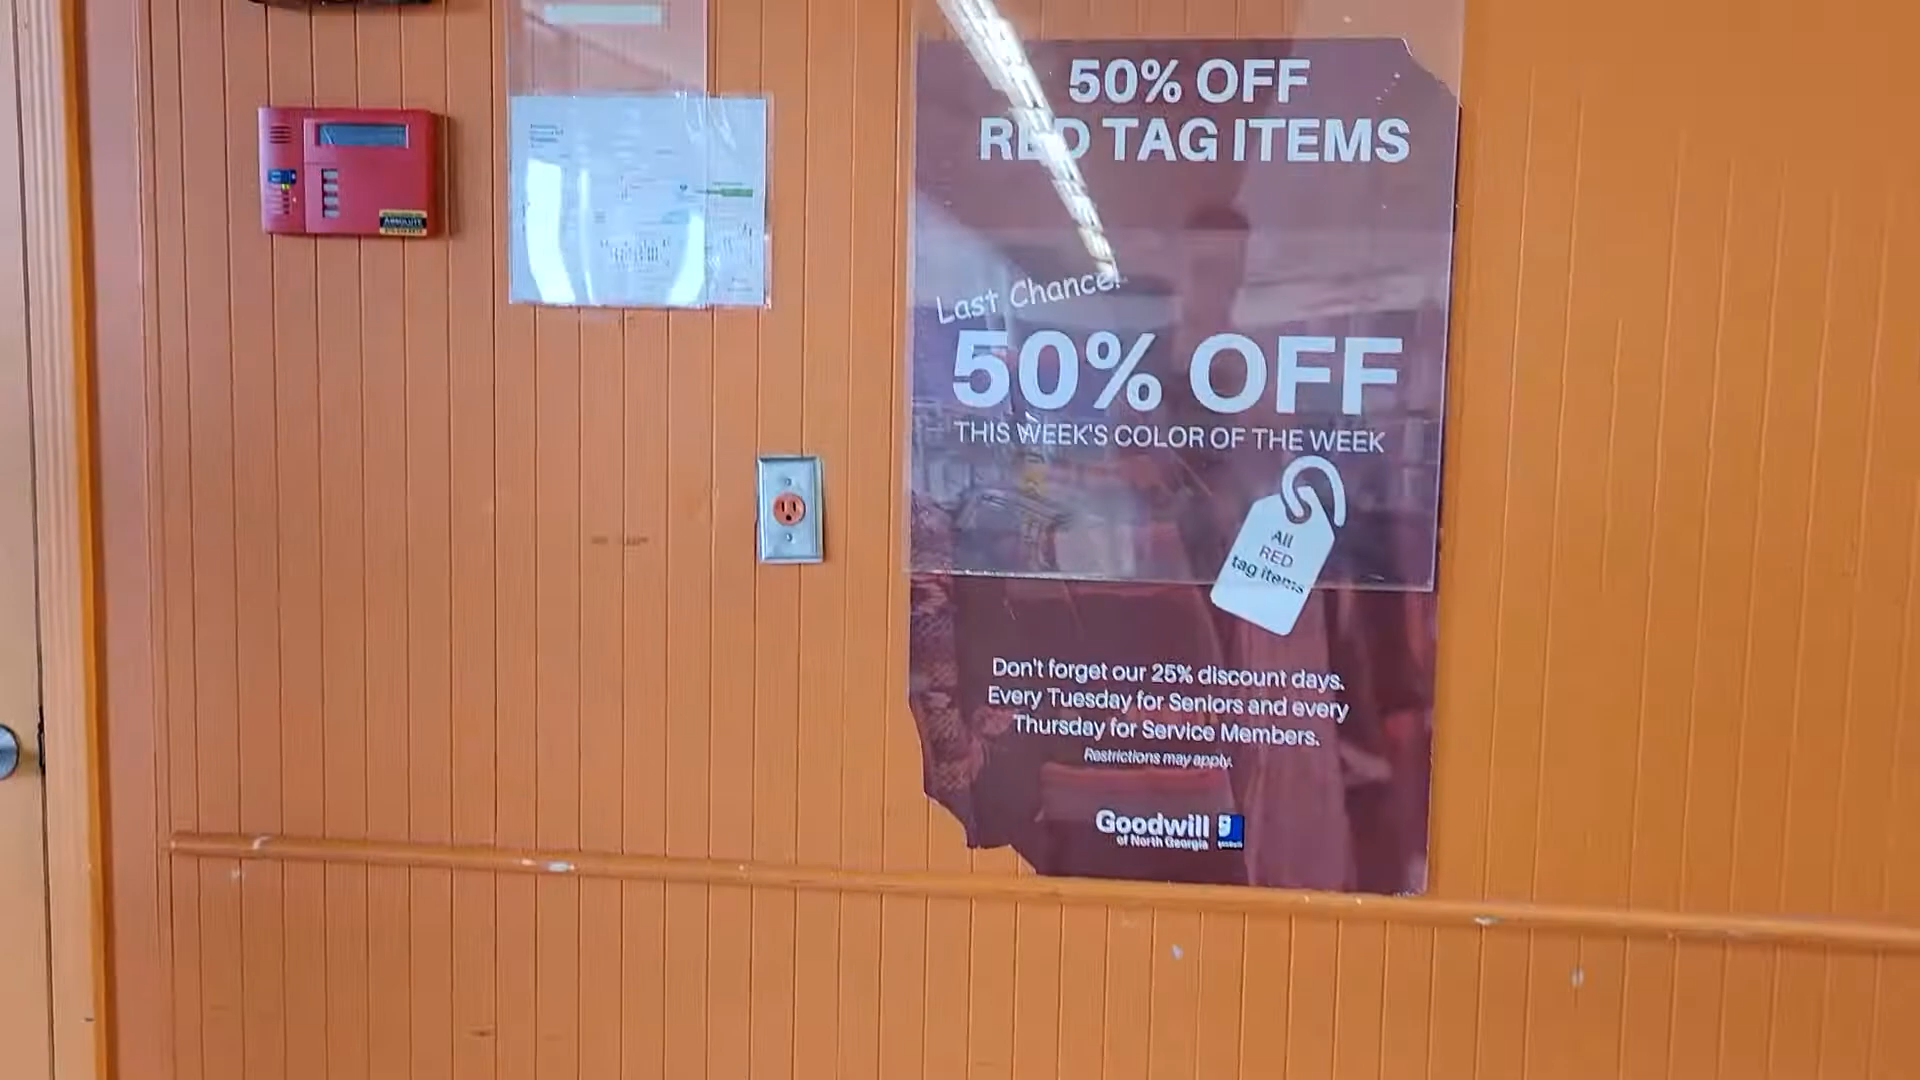 50% OFF
RED TAG ITEMS
Last Chance!
50% OFF
THIS WEEK'S COLOR OF THE WEEK
All
RED
tag items
Don't forget our 25% discount days.
Every Tuesday for Seniors and every
Thursday for Service Members.
Restrictions may apply.
Goodwill
of North Georgia
ABSOLUTE